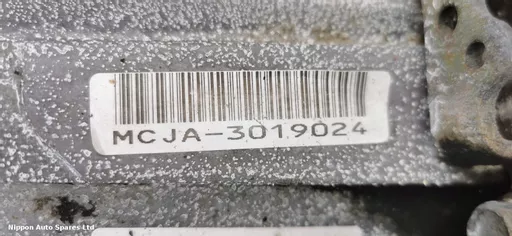 MCJA-3019024
Nippon Auto Spares Ltd